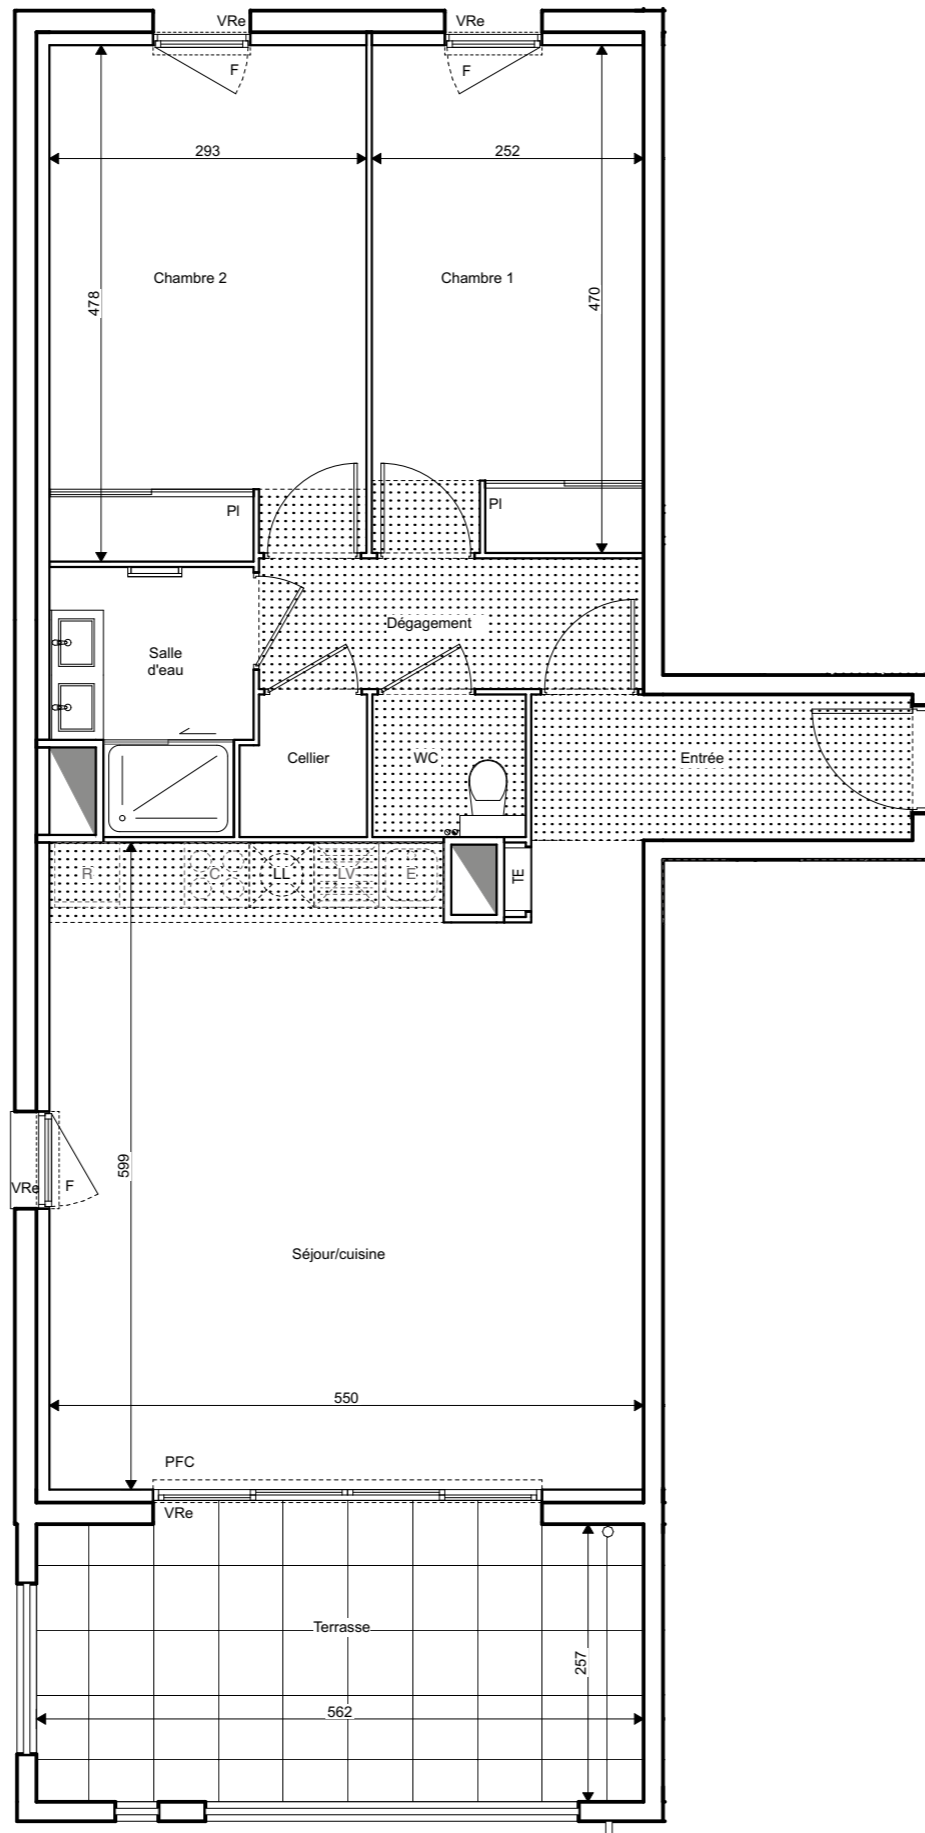 VRe
VRe
F
F
293
252
Chambre 2
Chambre 1
478
470
Pl
Pl
Dégagement
Salle
d'eau
Cellier
WC
Entrée
R
C
LL
LV
E
TE
599
VRe
F
Séjour/cuisine
550
PFC
VRe
Terrasse
257
562